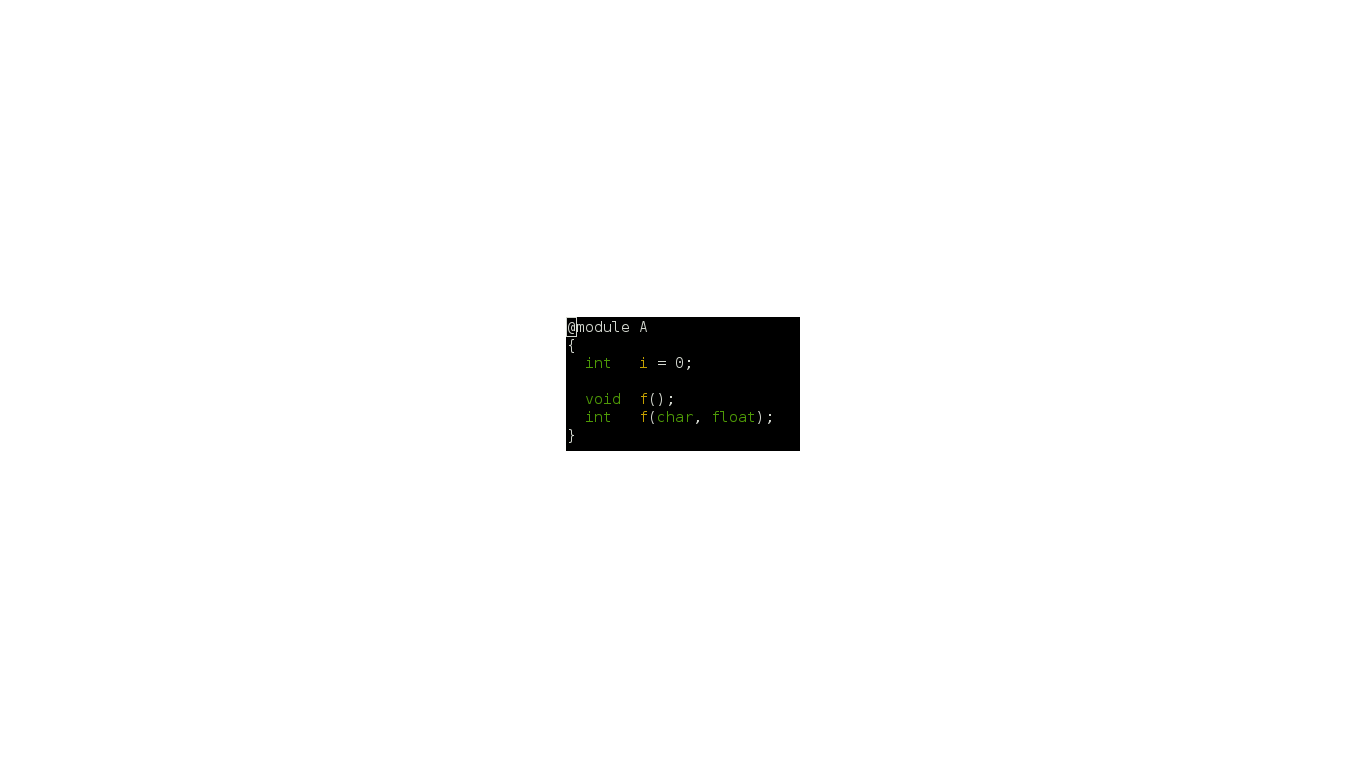 @module A
{
  int   i = 0;

  void  f();
  int   f(char, float);
}